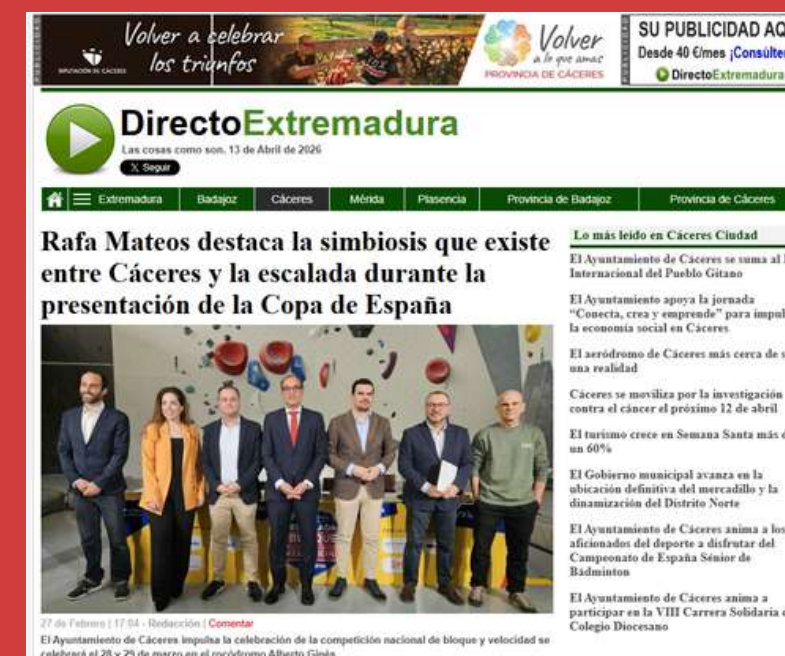 Volver a celebrar
los triunfos
DIPUTACIÓN DE CÁCERES
Volver
a lo que amas
PROVINCIA DE CÁCERES
PUBLICIDAD
SU PUBLICIDAD AQ
Desde 40 €/mes ¡Consúlte
DirectoExtremadura
DirectoExtremadura
Las cosas como son. 13 de Abril de 2026
X Seguir
Extremadura
Badajoz
Cáceres
Mérida
Plasencia
Provincia de Badajoz
Provincia de Cáceres
Rafa Mateos destaca la simbiosis que existe
entre Cáceres y la escalada durante la
presentación de la Copa de España
27 de Febrero | 17:04 - Redacción | Comentar
El Ayuntamiento de Cáceres impulsa la celebración de la competición nacional de bloque y velocidad se
celebrará el 28 y 29 de marzo en el rocódromo Alberto Ginés
Lo más leído en Cáceres Ciudad
El Ayuntamiento de Cáceres se suma al
Internacional del Pueblo Gitano
El Ayuntamiento apoya la jornada
“Conecta, crea y emprende” para impul
la economía social en Cáceres
El aeródromo de Cáceres más cerca de s
una realidad
Cáceres se moviliza por la investigación
contra el cáncer el próximo 12 de abril
El turismo crece en Semana Santa más d
un 60%
El Gobierno municipal avanza en la
ubicación definitiva del mercadillo y la
dinamización del Distrito Norte
El Ayuntamiento de Cáceres anima a los
aficionados del deporte a disfrutar del
Campeonato de España Sénior de
Bádminton
El Ayuntamiento de Cáceres anima a
participar en la VIII Carrera Solidaria d
Colegio Diocesano